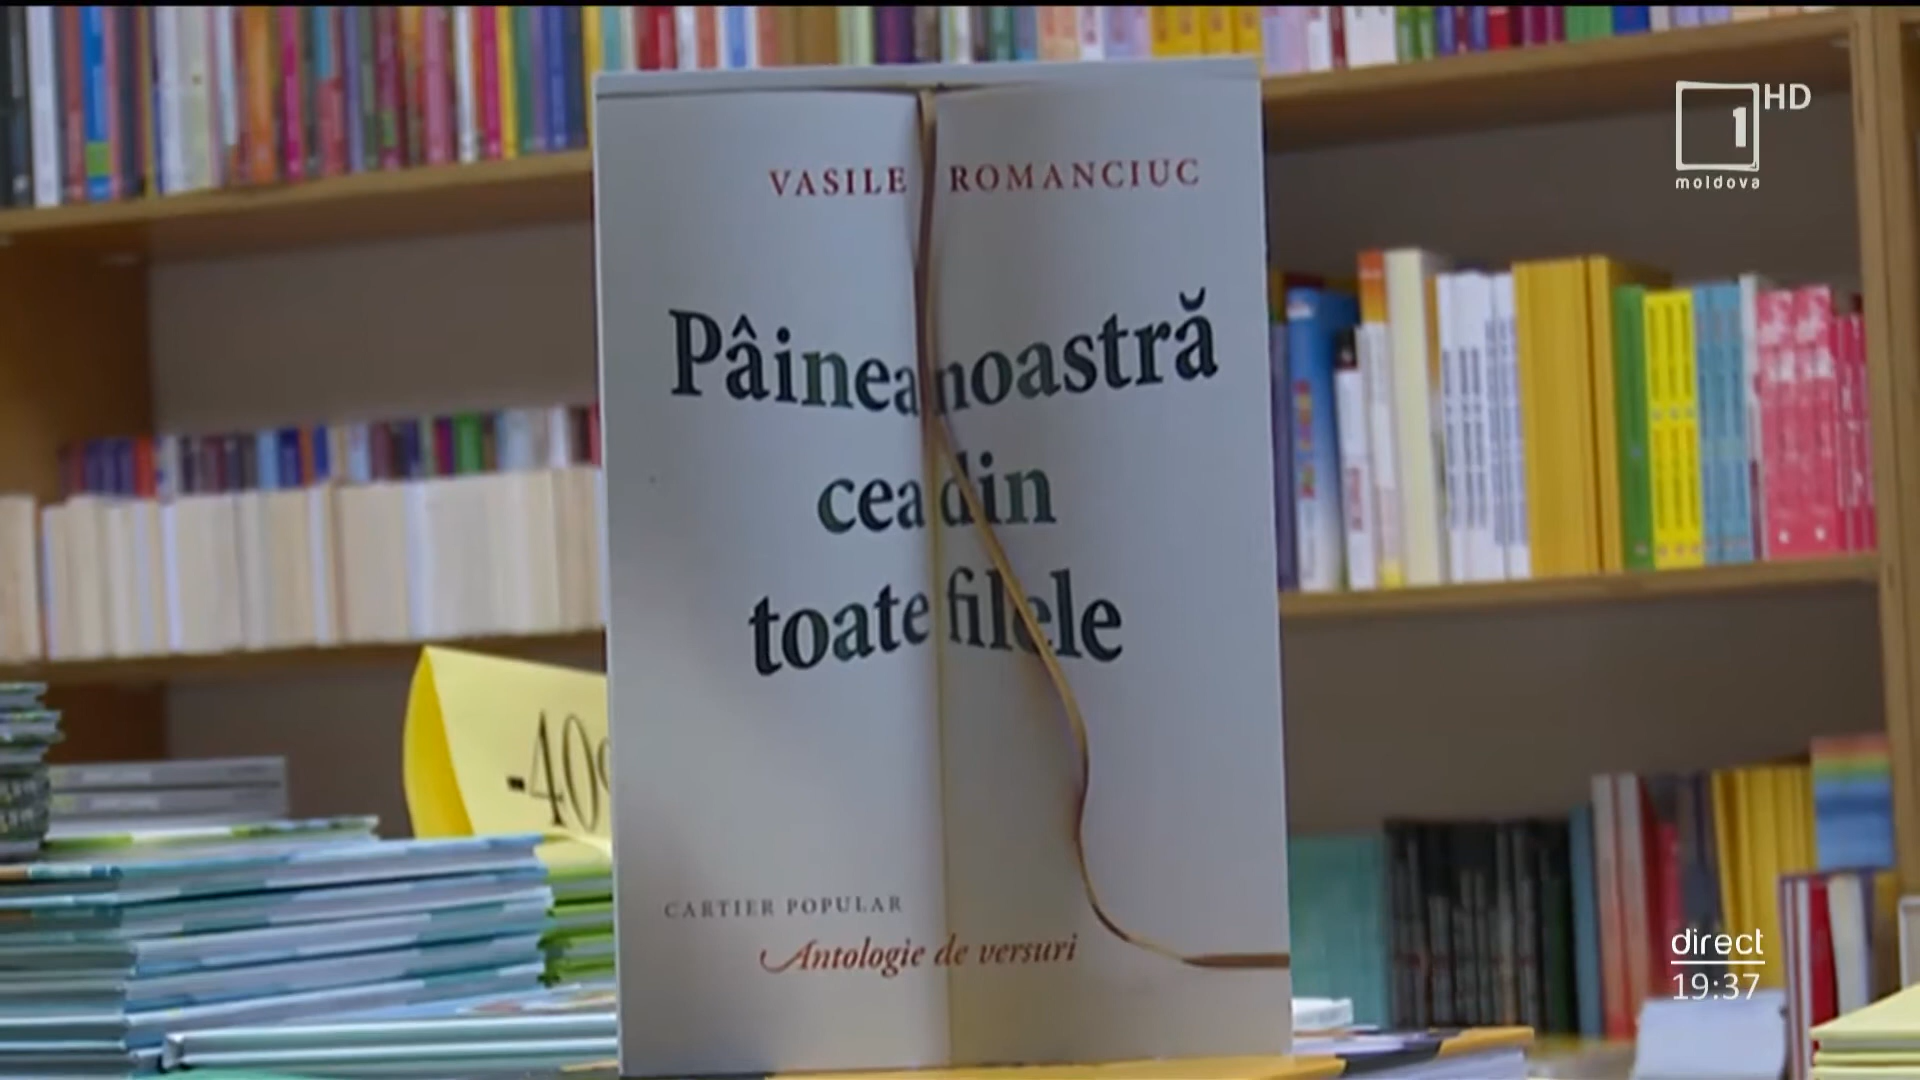 VASILE ROMANCIUC
Pâinea noastră
cea din
toate filele
CARTIER POPULAR
Antologie de versuri
-40
1 HD
moldova
direct
19:37